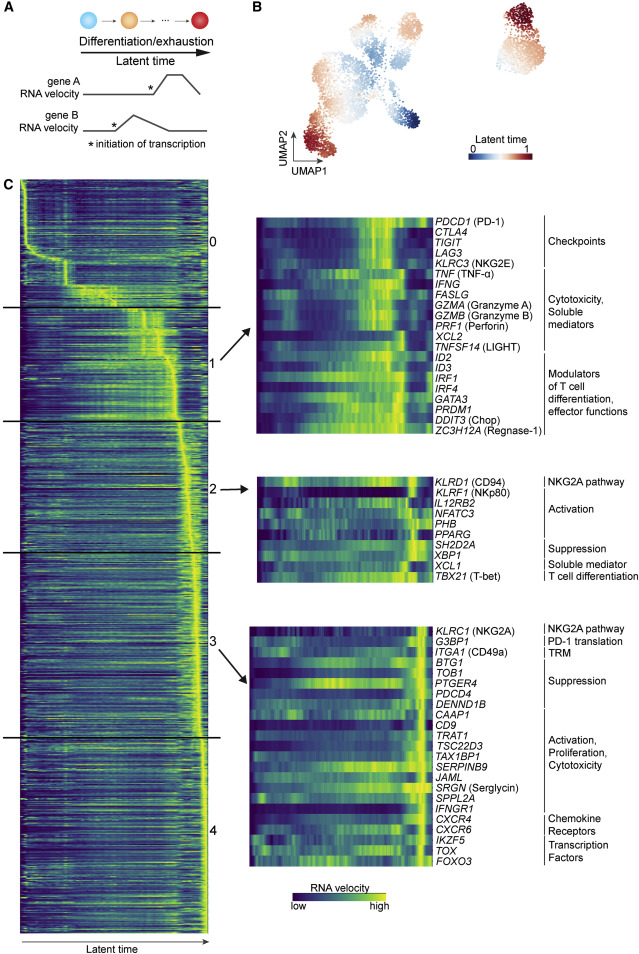 A
Differentiation/exhaustion
Latent time
gene A
RNA velocity
*
gene B
RNA velocity
*
* initiation of transcription
B
UMAP2
UMAP1
Latent time
0 1
C
0
1
2
3
4
Latent time
PDCD1 (PD-1)
CTLA4
TIGIT
LAG3
KLRC3 (NKG2E)
Checkpoints
TNF (TNF-α)
IFNG
FASLG
GZMA (Granzyme A)
GZMB (Granzyme B)
PRF1 (Perforin)
XCL2
TNFSF14 (LIGHT)
Cytotoxicity,
Soluble
mediators
ID2
ID3
IRF1
IRF4
GATA3
PRDM1
DDIT3 (Chop)
ZC3H12A (Regnase-1)
Modulators
of T cell
differentiation,
effector functions
KLRD1 (CD94)
NKG2A pathway
KLRF1 (NKp80)
IL12RB2
NFATC3
PHB
PPARG
Activation
SH2D2A
XBP1
Suppression
XCL1
Soluble mediator
TBX21 (T-bet)
T cell differentiation
KLRC1 (NKG2A)
NKG2A pathway
G3BP1
PD-1 translation
ITGA1 (CD49a)
TRM
BTG1
TOB1
PTGER4
PDCD4
DENND1B
Suppression
CAAP1
CD9
TRAT1
TSC22D3
TAX1BP1
SERPINB9
JAML
SRGN (Serglycin)
SPPL2A
IFNGR1
Activation,
Proliferation,
Cytotoxicity
CXCR4
CXCR6
Chemokine
Receptors
IKZF5
TOX
FOXO3
Transcription
Factors
RNA velocity
low high